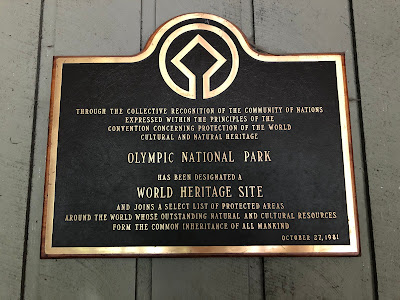 THROUGH THE COLLECTIVE RECOGNITION OF THE COMMUNITY OF NATIONS
EXPRESSED WITHIN THE PRINCIPLES OF THE
CONVENTION CONCERNING PROTECTION OF THE WORLD
CULTURAL AND NATURAL HERITAGE
OLYMPIC NATIONAL PARK
HAS BEEN DESIGNATED A
WORLD HERITAGE SITE
AND JOINS A SELECT LIST OF PROTECTED AREAS
AROUND THE WORLD WHOSE OUTSTANDING NATURAL AND CULTURAL RESOURCES
FORM THE COMMON INHERITANCE OF ALL MANKIND
OCTOBER 27, 1981